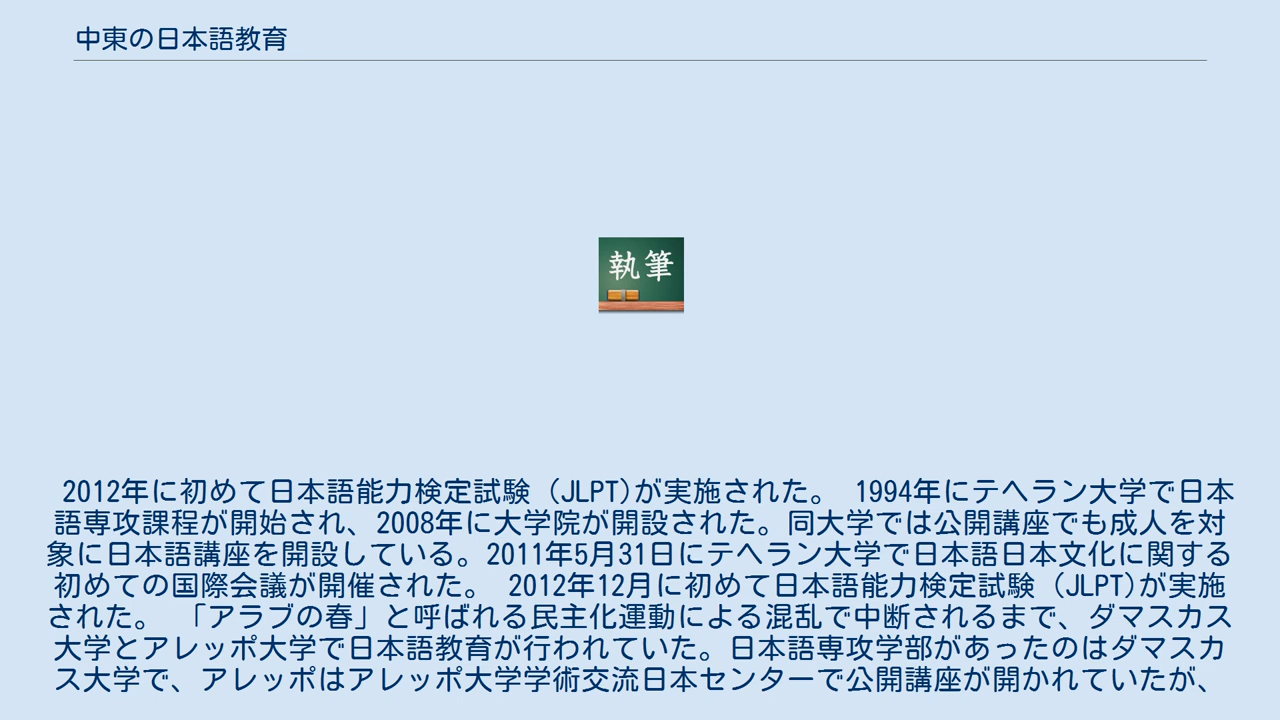 中東の日本語教育
執筆
2012年に初めて日本語能力検定試験（JLPT)が実施された。 1994年にテヘラン大学で日本
語専攻課程が開始され、2008年に大学院が開設された。同大学では公開講座でも成人を対
象に日本語講座を開設している。2011年5月31日にテヘラン大学で日本語日本文化に関する
初めての国際会議が開催された。 2012年12月に初めて日本語能力検定試験（JLPT)が実施
された。 「アラブの春」と呼ばれる民主化運動による混乱で中断されるまで、ダマスカス
大学とアレッポ大学で日本語教育が行われていた。日本語専攻学部があったのはダマスカ
ス大学で、アレッポはアレッポ大学学術交流日本センターで公開講座が開かれていたが、